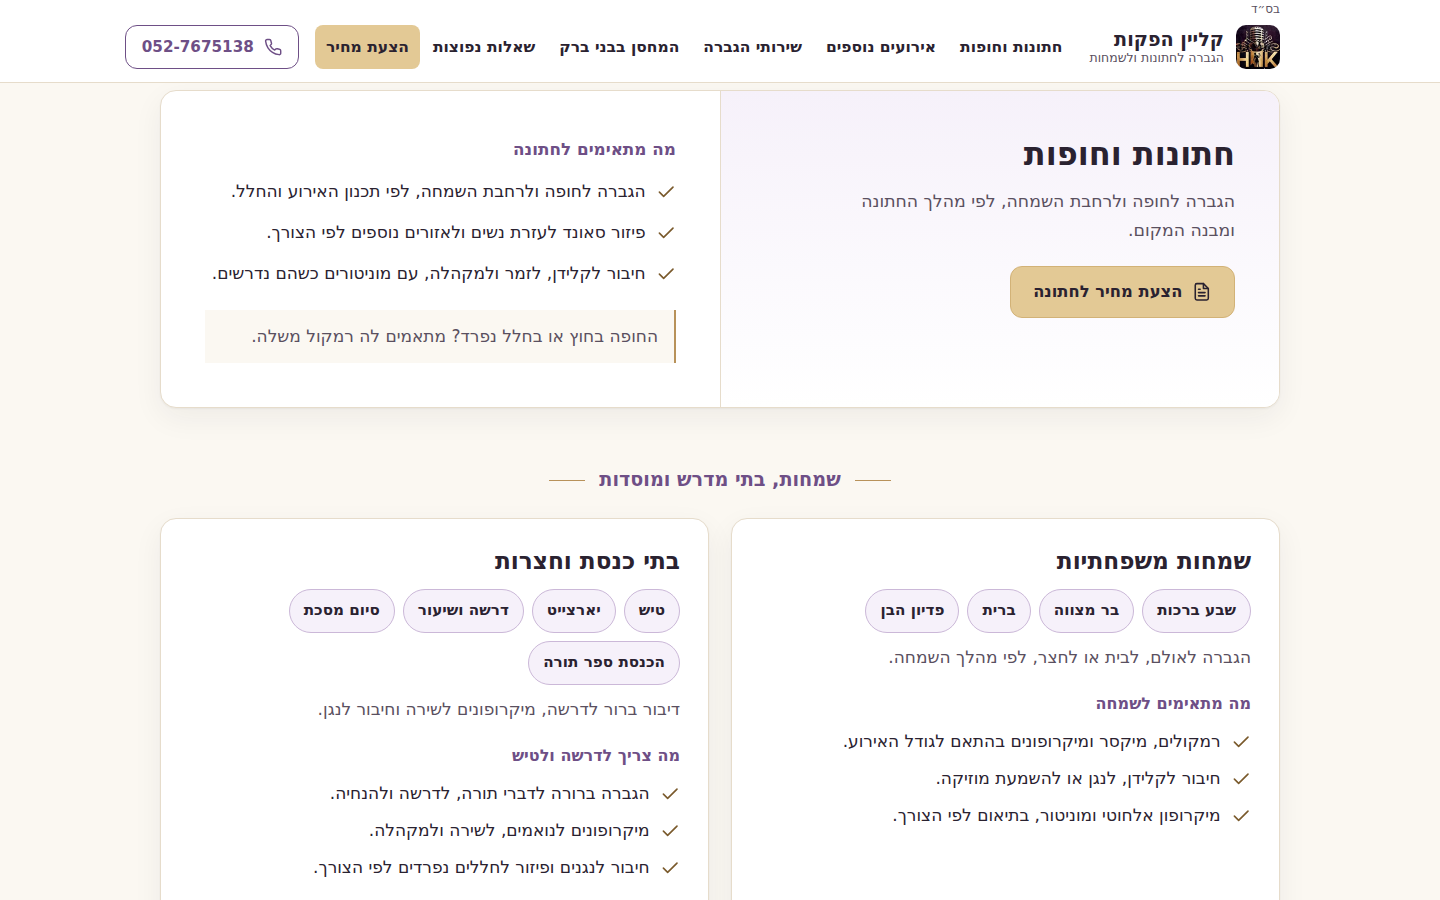 בס״ד
קליין הפקות
הגברה לחתונות ולשמחות
חתונות וחופות
אירועים נוספים
שירותי הגברה
המחסן בבני ברק
שאלות נפוצות
הצעת מחיר
052-7675138
חתונות וחופות
הגברה לחופה ולרחבת השמחה, לפי מהלך החתונה
ומבנה המקום.
הצעת מחיר לחתונה
מה מתאימים לחתונה
הגברה לחופה ולרחבת השמחה, לפי תכנון האירוע והחלל.
פיזור סאונד לעזרת נשים ולאזורים נוספים לפי הצורך.
חיבור לקלידן, לזמר ולמקהלה, עם מוניטורים כשהם נדרשים.
החופה בחוץ או בחלל נפרד? מתאימים לה רמקול משלה.
שמחות, בתי מדרש ומוסדות
שמחות משפחתיות
שבע ברכות
בר מצווה
ברית
פדיון הבן
הגברה לאולם, לבית או לחצר, לפי מהלך השמחה.
מה מתאימים לשמחה
רמקולים, מיקסר ומיקרופונים בהתאם לגודל האירוע.
חיבור לקלידן, לנגן או להשמעת מוזיקה.
מיקרופון אלחוטי ומוניטור, בתיאום לפי הצורך.
בתי כנסת וחצרות
טיש
יארצייט
דרשה ושיעור
סיום מסכת
הכנסת ספר תורה
דיבור ברור לדרשה, מיקרופונים לשירה וחיבור לנגן.
מה צריך לדרשה ולטיש
הגברה ברורה לדברי תורה, לדרשה ולהנחיה.
מיקרופונים לנואמים, לשירה ולמקהלה.
חיבור לנגנים ופיזור לחללים נפרדים לפי הצורך.